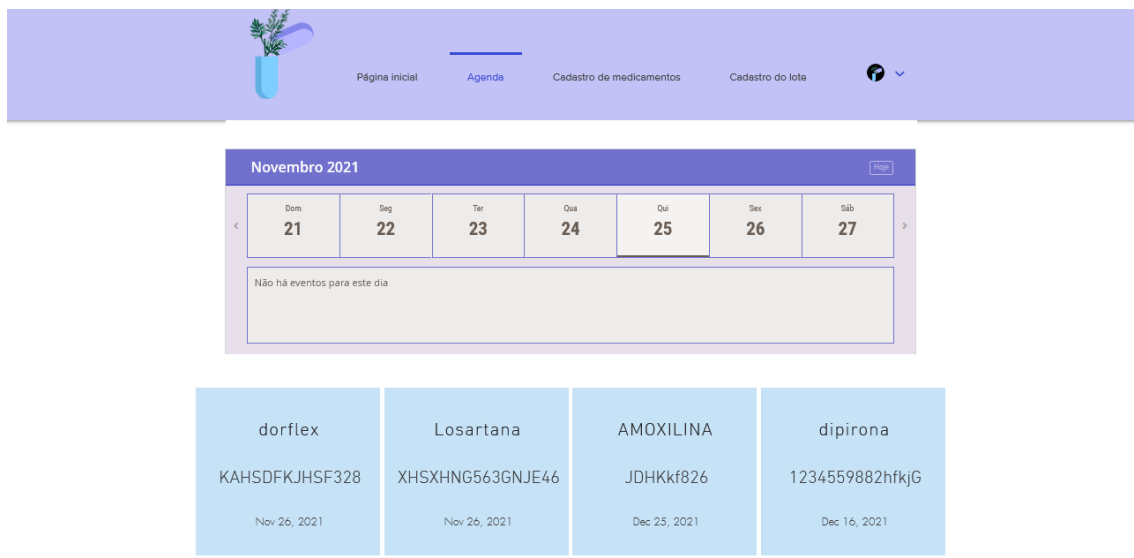 Página inicial Agenda Cadastro de medicamentos Cadastro do lote
Novembro 2021 Hoje
Dom Seg Ter Qua Qui Sex Sáb
21 22 23 24 25 26 27
Não há eventos para este dia
dorflex Losartana AMOXILINA dipirona
KAHSDFKJHSF328 XHSXHNG563GNJE46 JDHKkf826 1234559882hfkjG
Nov 26, 2021 Nov 26, 2021 Dec 25, 2021 Dec 16, 2021